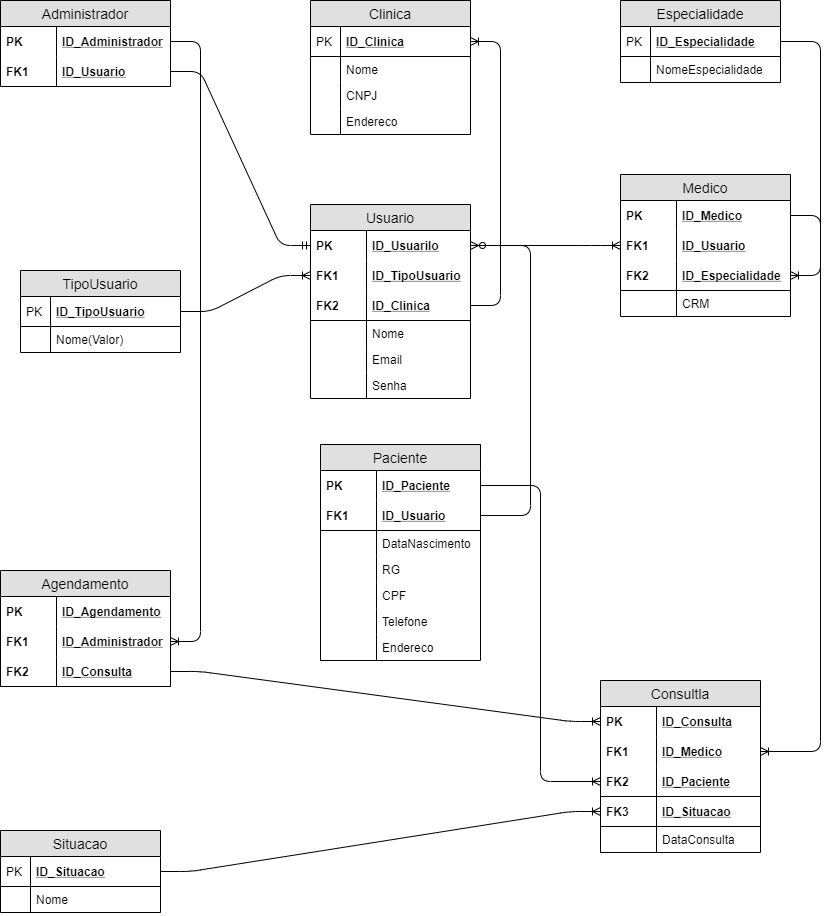 Administrador
PK ID_Administrador
FK1 ID_Usuario
Clinica
PK ID_Clinica
Nome
CNPJ
Endereco
Especialidade
PK ID_Especialidade
NomeEspecialidade
Medico
PK ID_Medico
FK1 ID_Usuario
FK2 ID_Especialidade
CRM
Usuario
PK ID_Usuarilo
FK1 ID_TipoUsuario
FK2 ID_Clinica
Nome
Email
Senha
TipoUsuario
PK ID_TipoUsuario
Nome(Valor)
Paciente
PK ID_Paciente
FK1 ID_Usuario
DataNascimento
RG
CPF
Telefone
Endereco
Agendamento
PK ID_Agendamento
FK1 ID_Administrador
FK2 ID_Consulta
Consultla
PK ID_Consulta
FK1 ID_Medico
FK2 ID_Paciente
FK3 ID_Situacao
DataConsulta
Situacao
PK ID_Situacao
Nome